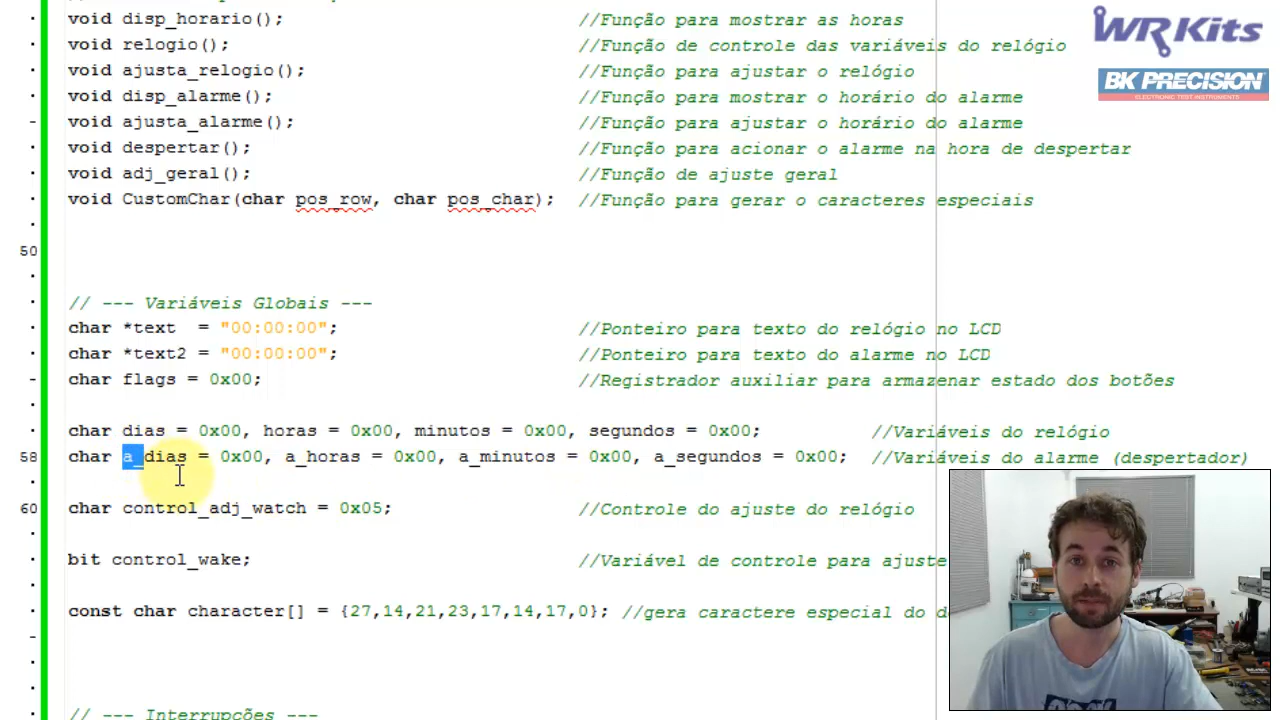 void disp_horario(); //Função para mostrar as horas
void relogio(); //Função de controle das variáveis do relógio
void ajusta_relogio(); //Função para ajustar o relógio
void disp_alarme(); //Função para mostrar o horário do alarme
void ajusta_alarme(); //Função para ajustar o horário do alarme
void despertar(); //Função para acionar o alarme na hora de despertar
void adj_geral(); //Função de ajuste geral
void CustomChar(char pos_row, char pos_char); //Função para gerar o caracteres especiais
50
// --- Variáveis Globais ---
char *text = "00:00:00"; //Ponteiro para texto do relógio no LCD
char *text2 = "00:00:00"; //Ponteiro para texto do alarme no LCD
char flags = 0x00; //Registrador auxiliar para armazenar estado dos botões
char dias = 0x00, horas = 0x00, minutos = 0x00, segundos = 0x00; //Variáveis do relógio
58 char a_dias = 0x00, a_horas = 0x00, a_minutos = 0x00, a_segundos = 0x00; //Variáveis do alarme (despertador)
60 char control_adj_watch = 0x05; //Controle do ajuste do relógio
bit control_wake; //Variável de controle para ajuste
const char character[] = {27,14,21,23,17,14,17,0}; //gera caractere especial do
// --- Interrupções ---
WR Kits
BK PRECISION
ELECTRONIC TEST INSTRUMENTS